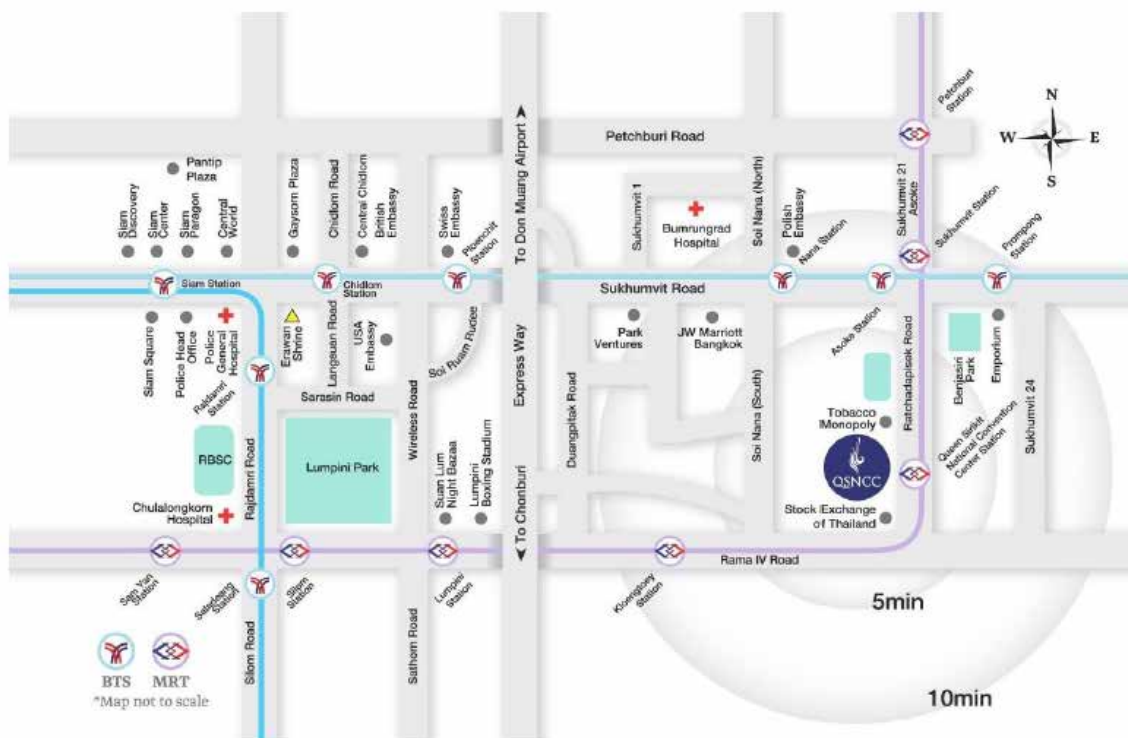 Petchburi
Station
Petchburi Road
N
W
E
S
To Don Muang Airport
Pantip
Plaza
Siam
Discovery
Siam
Center
Siam
Paragon
Central
World
Gaysorn Plaza
Chidlom Road
Central Chidlom
British
Embassy
Swiss
Embassy
Ploenchit
Station
Sukhumvit 1
Bumrungrad
Hospital
Soi Nana (North)
Polish
Embassy
Nana Station
Sukhumvit 21
Asoke
Sukhumvit Station
Prompong
Station
Siam Station
Chidlom
Station
Sukhumvit Road
Siam Square
Police Head
Office
Police
General
Hospital
Rajdamri
Station
Erawan
Shrine
Langsuan Road
USA
Embassy
Soi Ruam Rudee
Express Way
Park
Ventures
JW Marriott
Bangkok
Asoke Station
Ratchadapisek Road
Benjasiri
Park
Emporium
Sukhumvit 24
Sarasin Road
Wireless Road
Duangpitak Road
Soi Nana (South)
Tobacco
Monopoly
QSNCC
Queen Sirikit
National Convention
Center Station
RBSC
Rajdamri Road
Lumpini Park
Suan Lum
Night Bazaa
Lumpini
Boxing Stadium
To Chonburi
Chulalongkorn
Hospital
Stock Exchange
of Thailand
Rama IV Road
Sam Yan
Station
Saladaeng
Station
Silom
Station
Lumpini
Station
Kloengtoey
Station
5min
Silom Road
Sathorn Road
BTS
MRT
*Map not to scale
10min